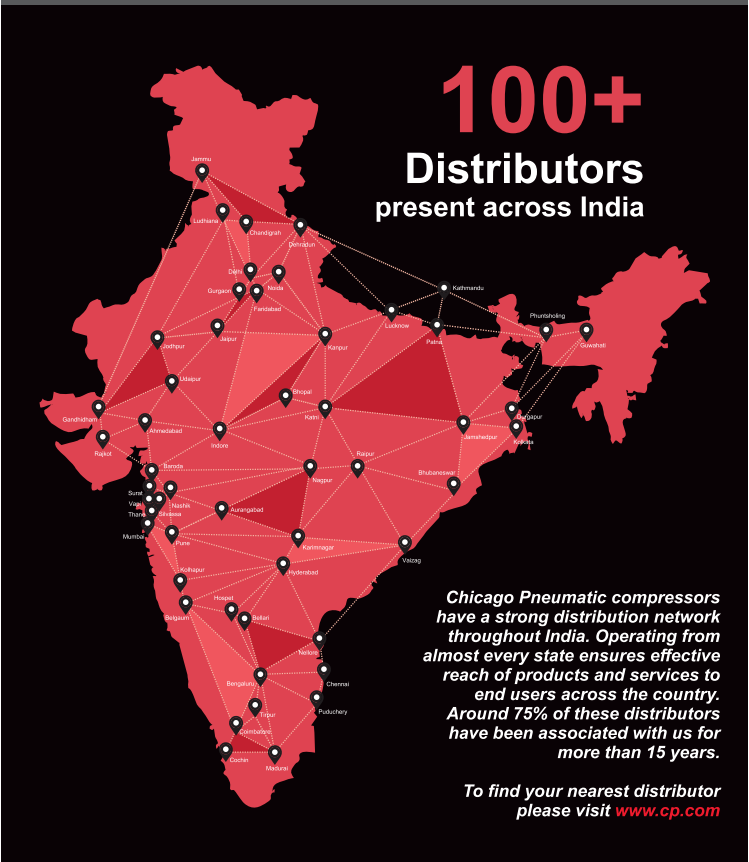 100+
Distributors
present across India
Jammu
Ludhiana
Chandigrah
Dehradun
Delhi
Noida
Gurgaon
Faridabad
Kathmandu
Phuntsholing
Lucknow
Patna
Guwahati
Jodhpur
Jaipur
Kanpur
Udaipur
Bhopal
Gandhidham
Katni
Durgapur
Ahmedabad
Indore
Jamshadpur
Kolkata
Rajkot
Baroda
Raipur
Nagpur
Bhubaneswar
Surat
Vapi
Nashik
Thane
Silvassa
Aurangabad
Mumbai
Pune
Karimnagar
Vaizag
Kolhapur
Hyderabad
Hospet
Belgaum
Bellari
Nellore
Bengaluru
Chennai
Tirpur
Puduchery
Coimbatore
Cochin
Madurai
Chicago Pneumatic compressors
have a strong distribution network
throughout India. Operating from
almost every state ensures effective
reach of products and services to
end users across the country.
Around 75% of these distributors
have been associated with us for
more than 15 years.
To find your nearest distributor
please visit www.cp.com